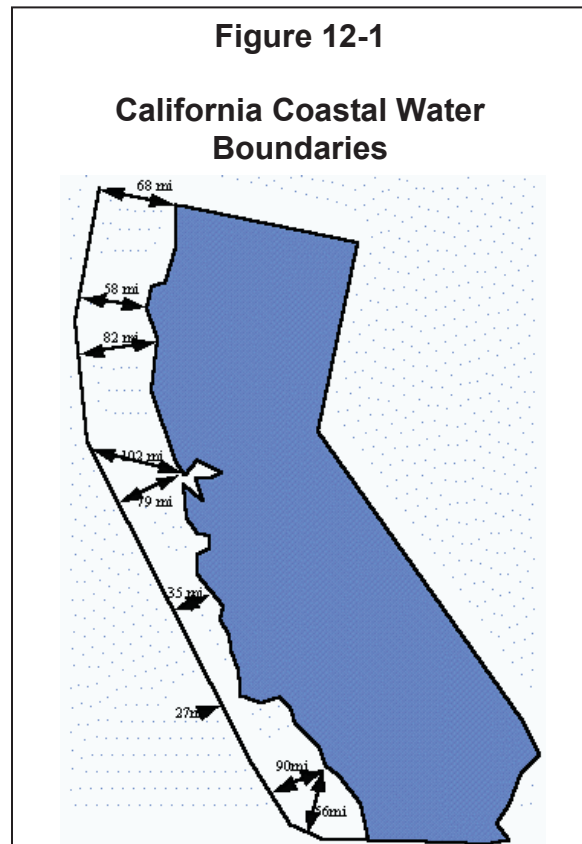 Figure 12-1
California Coastal Water
Boundaries
68 mi
58 mi
82 mi
102 mi
79 mi
35 mi
27mi
90mi
56mi